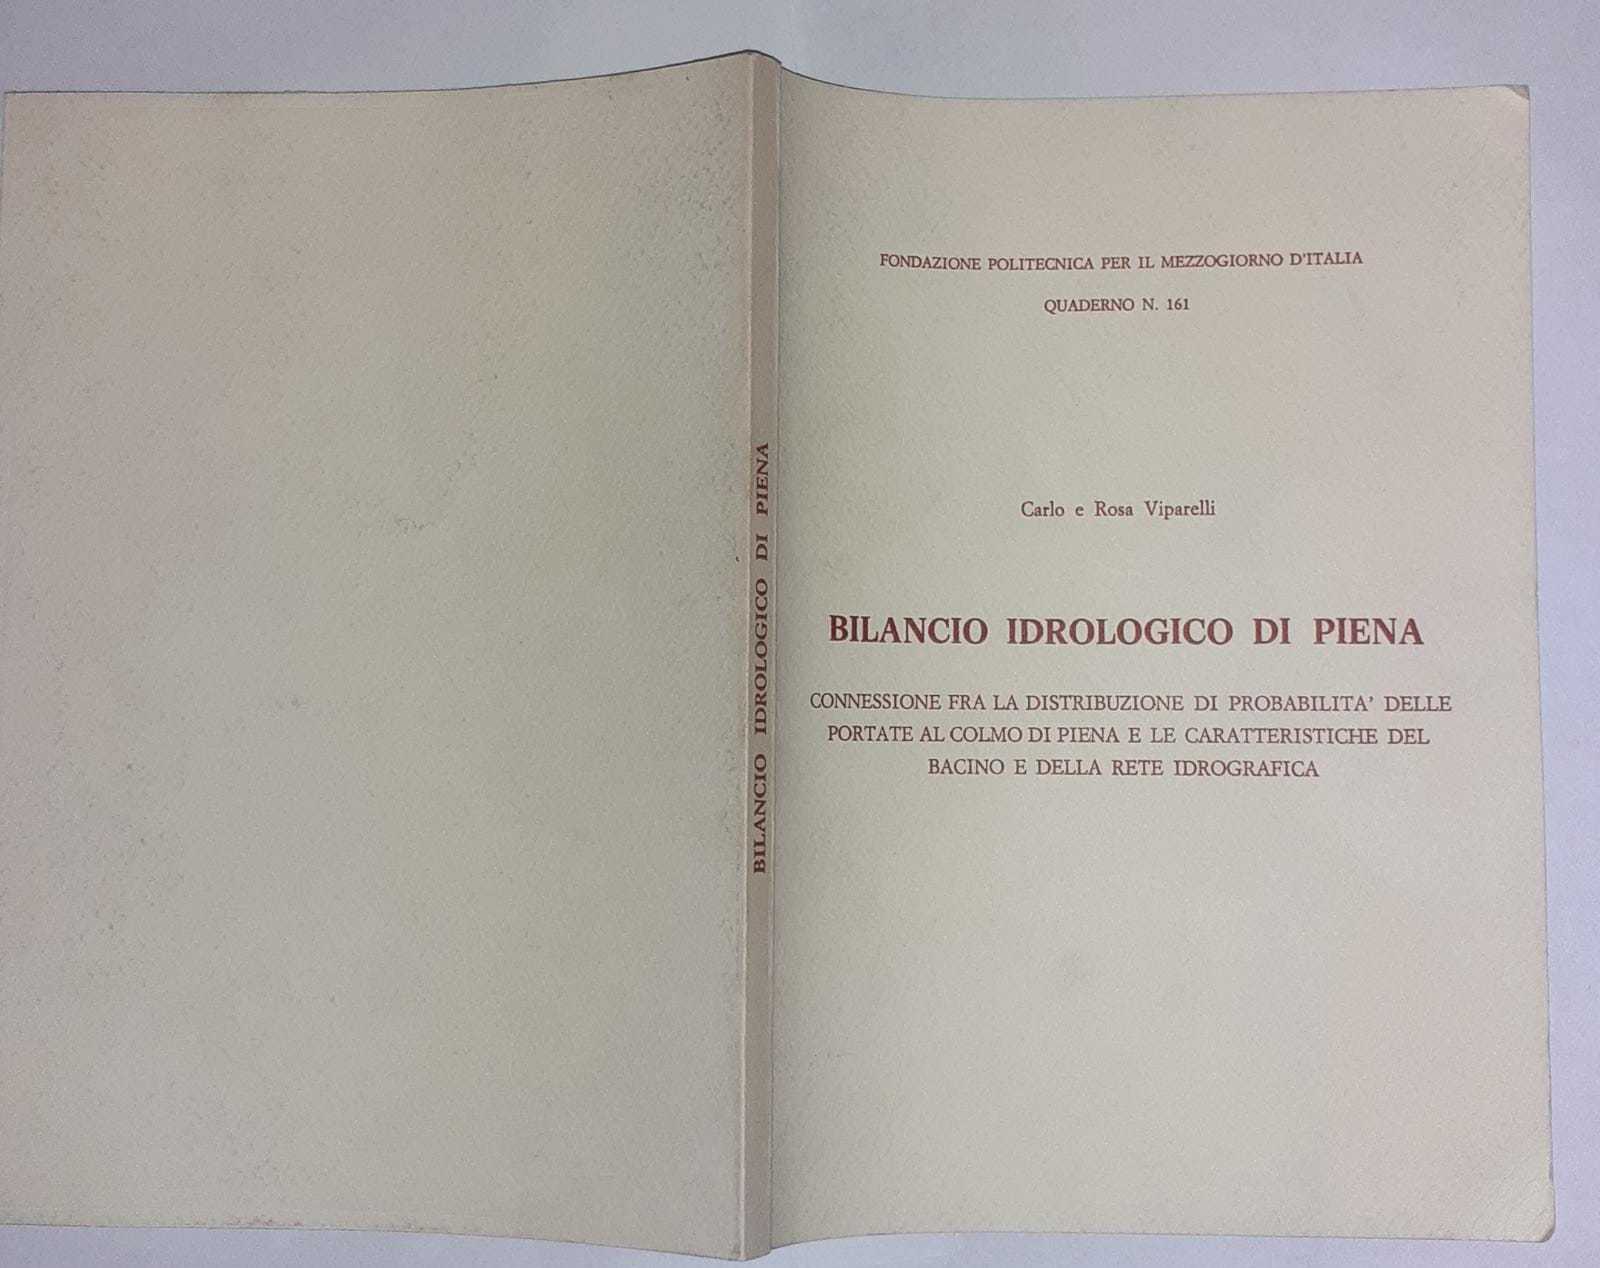 BILANCIO IDROLOGICO DI PIENA
FONDAZIONE POLITECNICA PER IL MEZZOGIORNO D'ITALIA
QUADERNO N. 161
Carlo e Rosa Viparelli
BILANCIO IDROLOGICO DI PIENA
CONNESSIONE FRA LA DISTRIBUZIONE DI PROBABILITA' DELLE
PORTATE AL COLMO DI PIENA E LE CARATTERISTICHE DEL
BACINO E DELLA RETE IDROGRAFICA